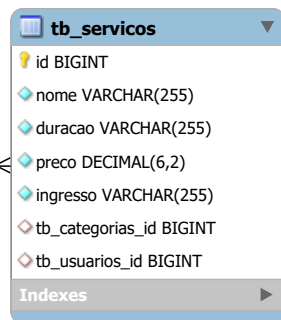 tb_servicos
id BIGINT
nome VARCHAR(255)
duracao VARCHAR(255)
preco DECIMAL(6,2)
ingresso VARCHAR(255)
tb_categorias_id BIGINT
tb_usuarios_id BIGINT
Indexes